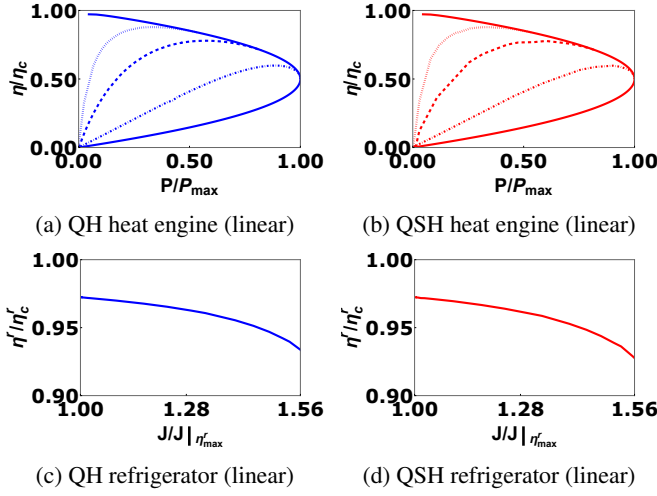 1.00
0.50
0.00
η/ηc
0.00 0.50 1.00
P/Pmax
(a) QH heat engine (linear)
1.00
0.50
0.00
η/ηc
0.00 0.50 1.00
P/Pmax
(b) QSH heat engine (linear)
1.00
0.95
0.90
ηʳ/ηʳc
1.00 1.28 1.56
J/J|ηʳmax
(c) QH refrigerator (linear)
1.00
0.95
0.90
ηʳ/ηʳc
1.00 1.28 1.56
J/J|ηʳmax
(d) QSH refrigerator (linear)